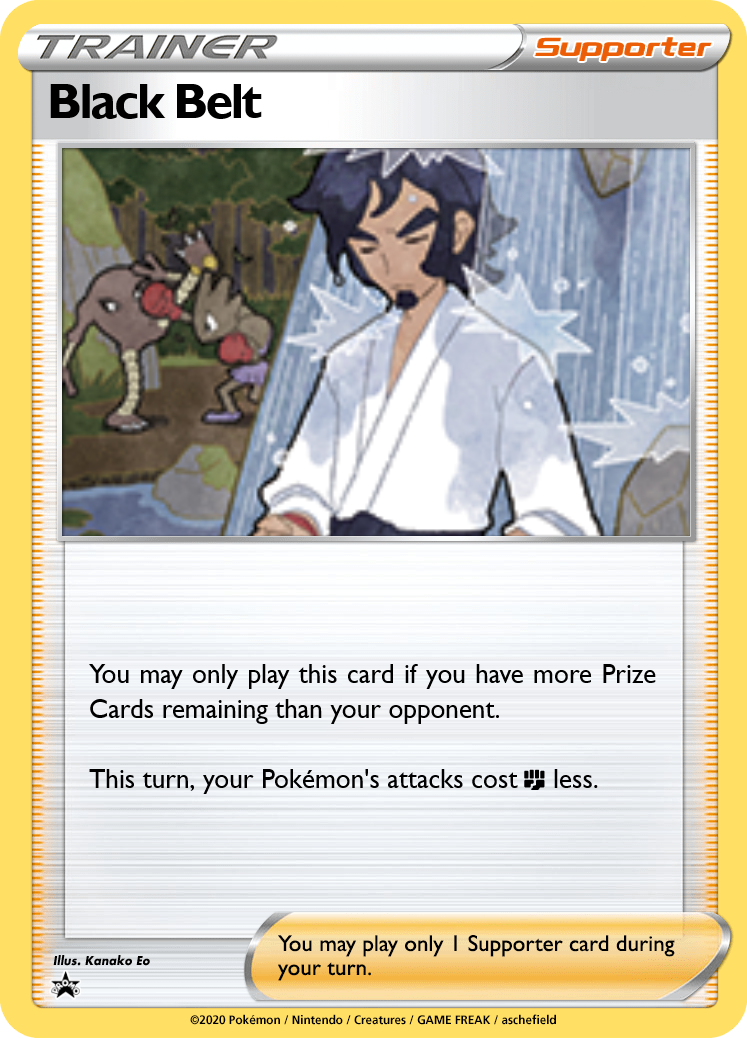 TRAINER
Supporter
Black Belt
You may only play this card if you have more Prize
Cards remaining than your opponent.
This turn, your Pokémon's attacks cost less.
Illus. Kanako Eo
You may play only 1 Supporter card during
your turn.
PROMO
©2020 Pokémon / Nintendo / Creatures / GAME FREAK / aschefield